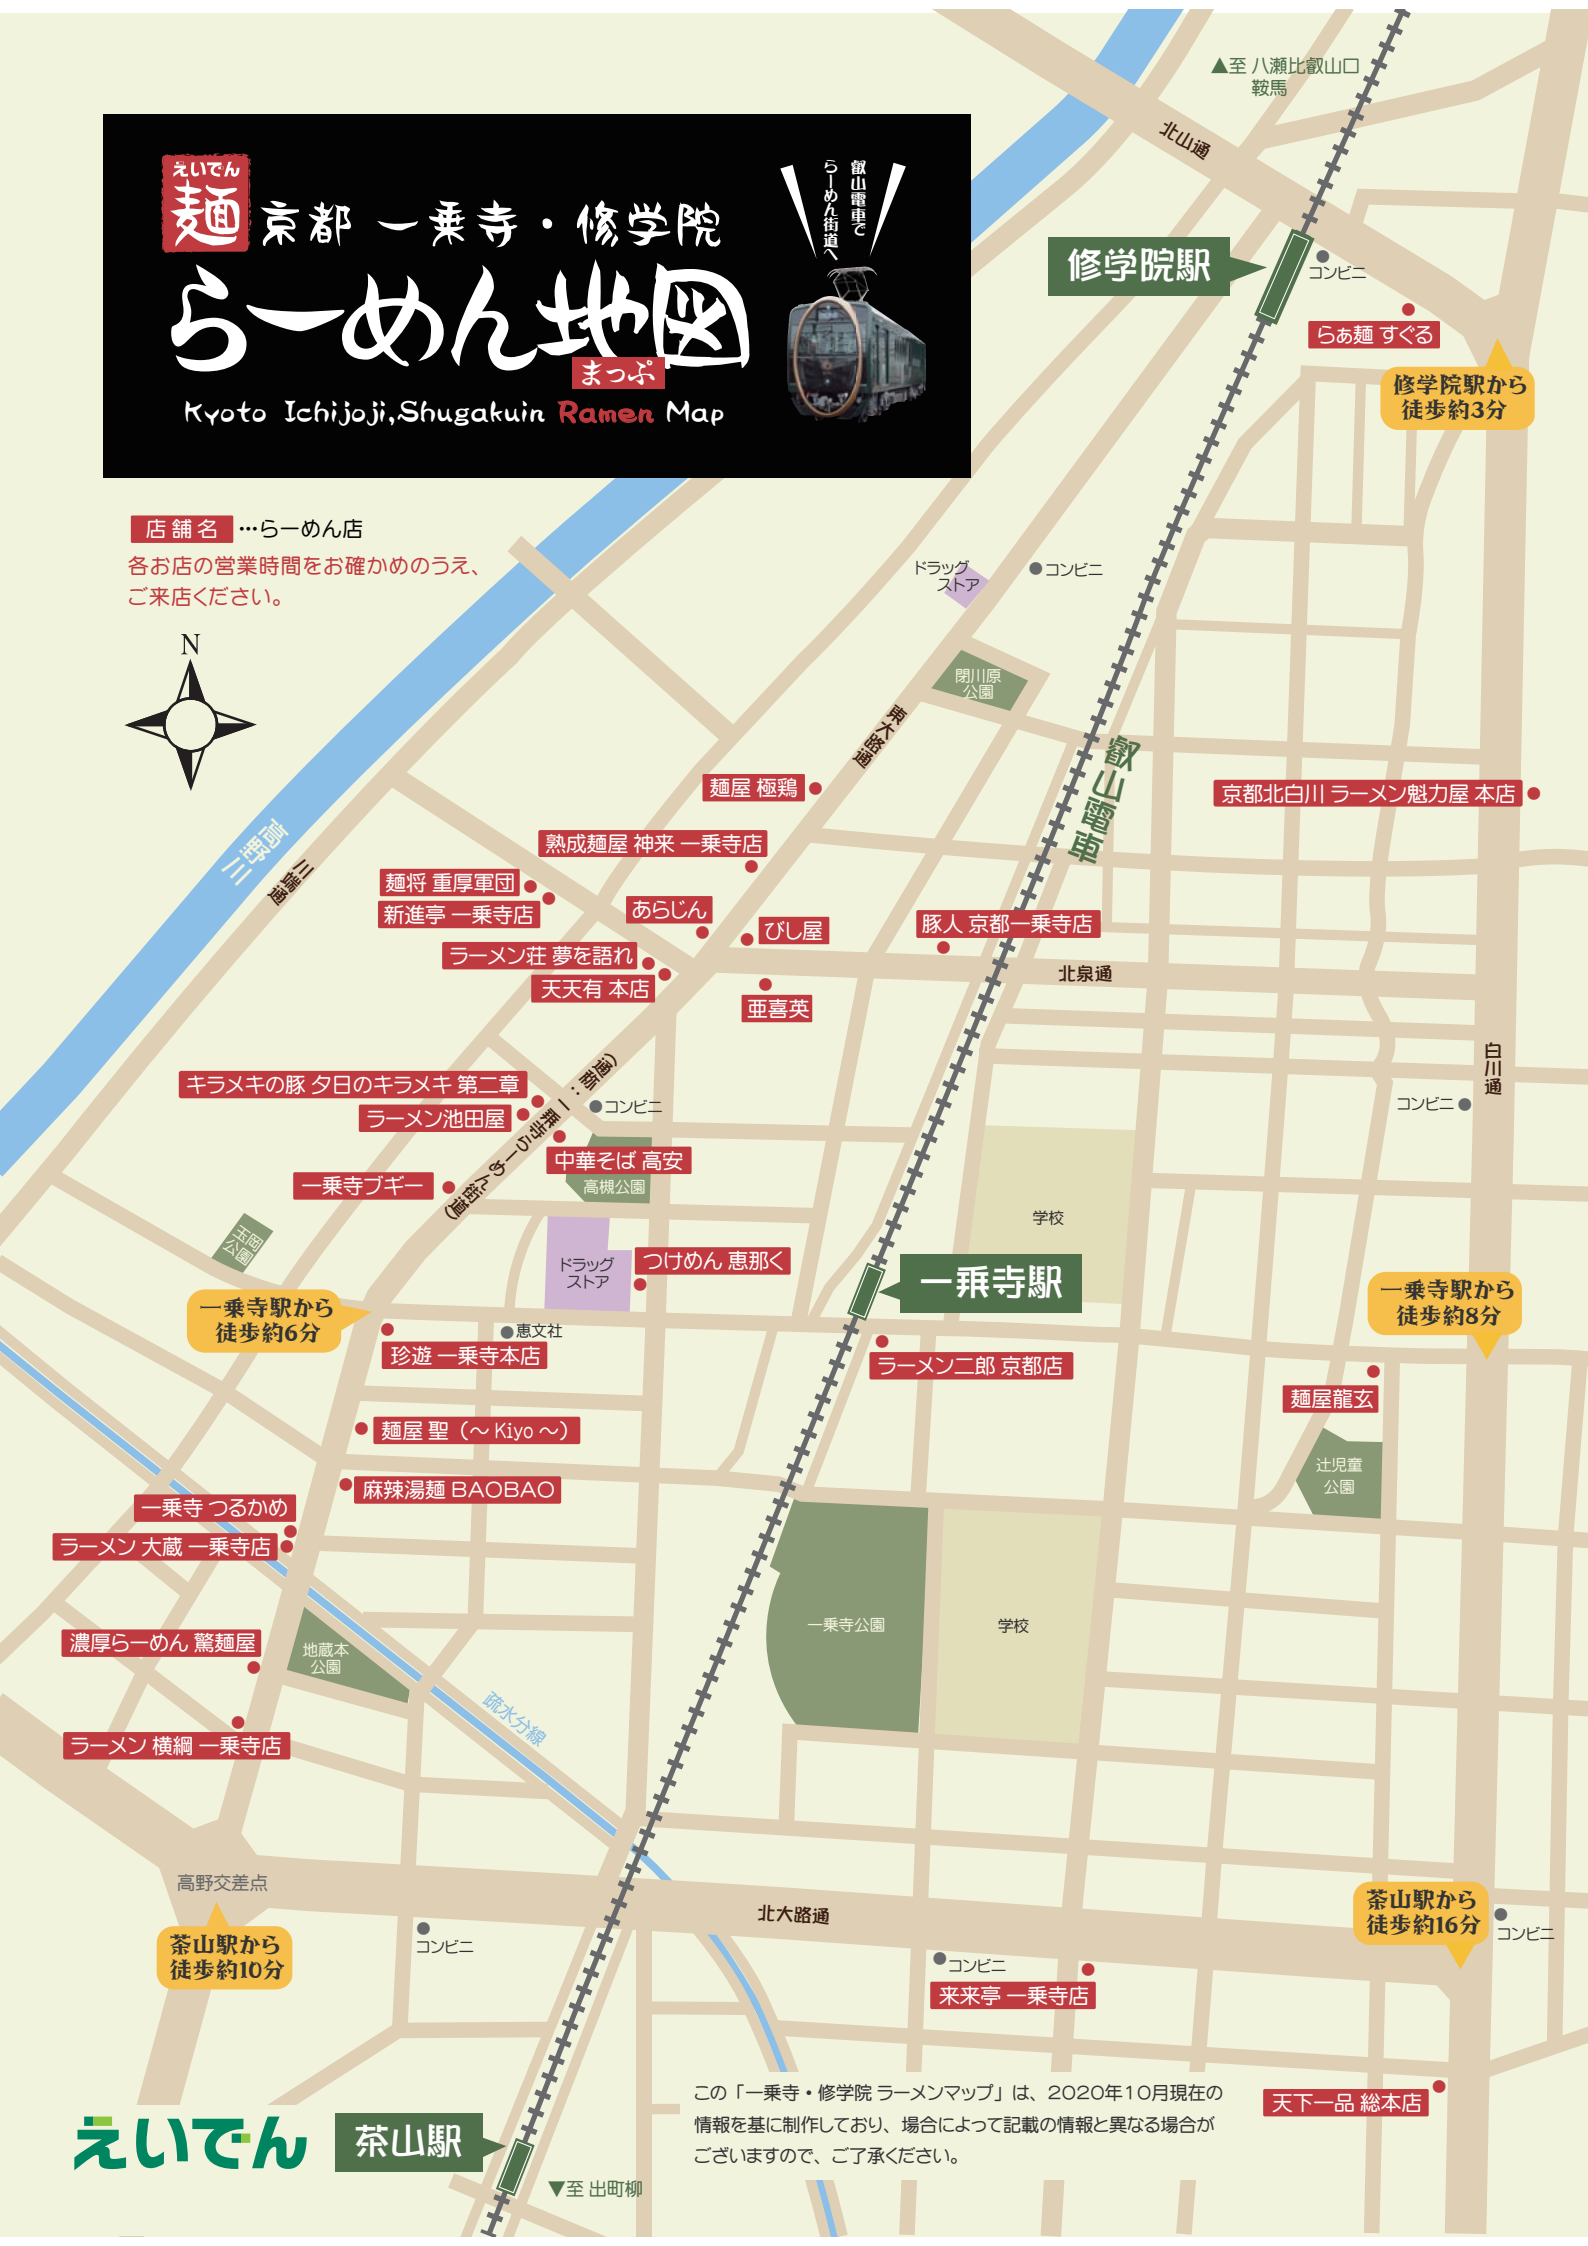 ▲至 八瀬比叡山口
鞍馬
北山通
えいでん
麺
京都 一乗寺・修学院
らーめん地図
まっぷ
Kyoto Ichijoji,Shugakuin Ramen Map
叡山電車で
らーめん街道へ
修学院駅
コンビニ
らぁ麺 すぐる
修学院駅から
徒歩約3分
店舗名 …らーめん店
各お店の営業時間をお確かめのうえ、
ご来店ください。
N
ドラッグ
ストア
コンビニ
閉川原
公園
東大路通
叡山電車
麺屋 極鶏
京都北白川 ラーメン魁力屋 本店
高野川
川端通
熟成麺屋 神来 一乗寺店
麺将 重厚軍団
新進亭 一乗寺店
あらじん
びし屋
豚人 京都一乗寺店
ラーメン荘 夢を語れ
天天有 本店
亜喜英
北泉通
白川通
キラメキの豚 夕日のキラメキ 第二章
ラーメン池田屋
(通称:一乗寺らーめん街道)
コンビニ
コンビニ
中華そば 高安
高槻公園
一乗寺ブギー
学校
玉岡
公園
ドラッグ
ストア
つけめん 恵那く
一乗寺駅
一乗寺駅から
徒歩約6分
一乗寺駅から
徒歩約8分
恵文社
珍遊 一乗寺本店
ラーメン二郎 京都店
麺屋龍玄
麺屋 聖（～Kiyo～）
辻児童
公園
麻辣湯麺 BAOBAO
一乗寺 つるかめ
ラーメン 大蔵 一乗寺店
一乗寺公園
学校
濃厚らーめん 驚麺屋
地蔵本
公園
疏水分線
ラーメン 横綱 一乗寺店
高野交差点
茶山駅から
徒歩約10分
コンビニ
北大路通
茶山駅から
徒歩約16分
コンビニ
コンビニ
来来亭 一乗寺店
この「一乗寺・修学院 ラーメンマップ」は、2020年10月現在の
情報を基に制作しており、場合によって記載の情報と異なる場合が
ございますので、ご了承ください。
天下一品 総本店
えいでん
茶山駅
▼至 出町柳